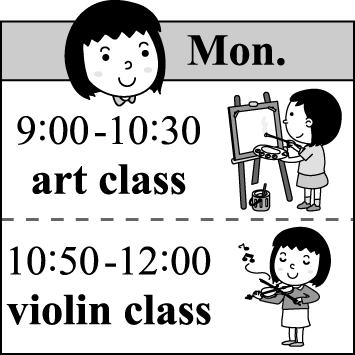 Mon.
9:00-10:30
art class
10:50-12:00
violin class